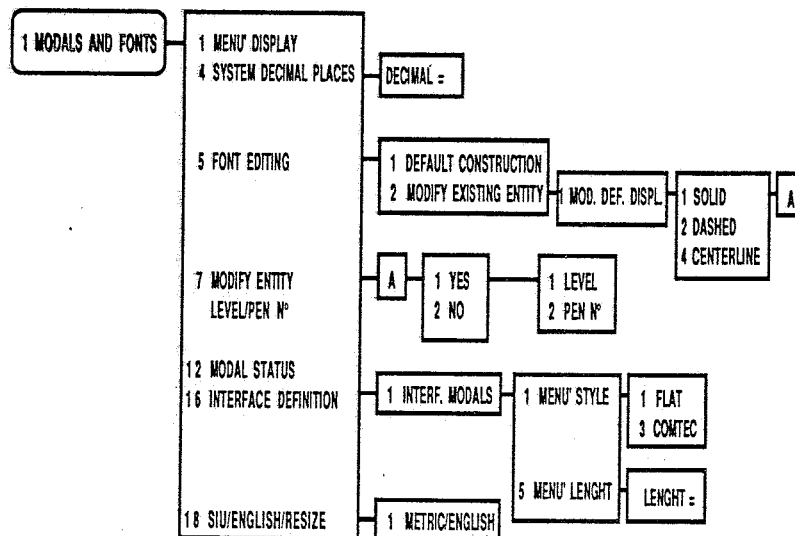 1 MODALS AND FONTS
1 MENU' DISPLAY
4 SYSTEM DECIMAL PLACES
DECIMAL =
5 FONT EDITING
1 DEFAULT CONSTRUCTION
2 MODIFY EXISTING ENTITY
1 MOD. DEF. DISPL.
1 SOLID
2 DASHED
4 CENTERLINE
A
7 MODIFY ENTITY
LEVEL/PEN Nº
A
1 YES
2 NO
1 LEVEL
2 PEN Nº
12 MODAL STATUS
16 INTERFACE DEFINITION
1 INTERF. MODALS
1 MENU' STYLE
1 FLAT
3 COMTEC
5 MENU' LENGHT
LENGHT =
18 SIU/ENGLISH/RESIZE
1 METRIC/ENGLISH